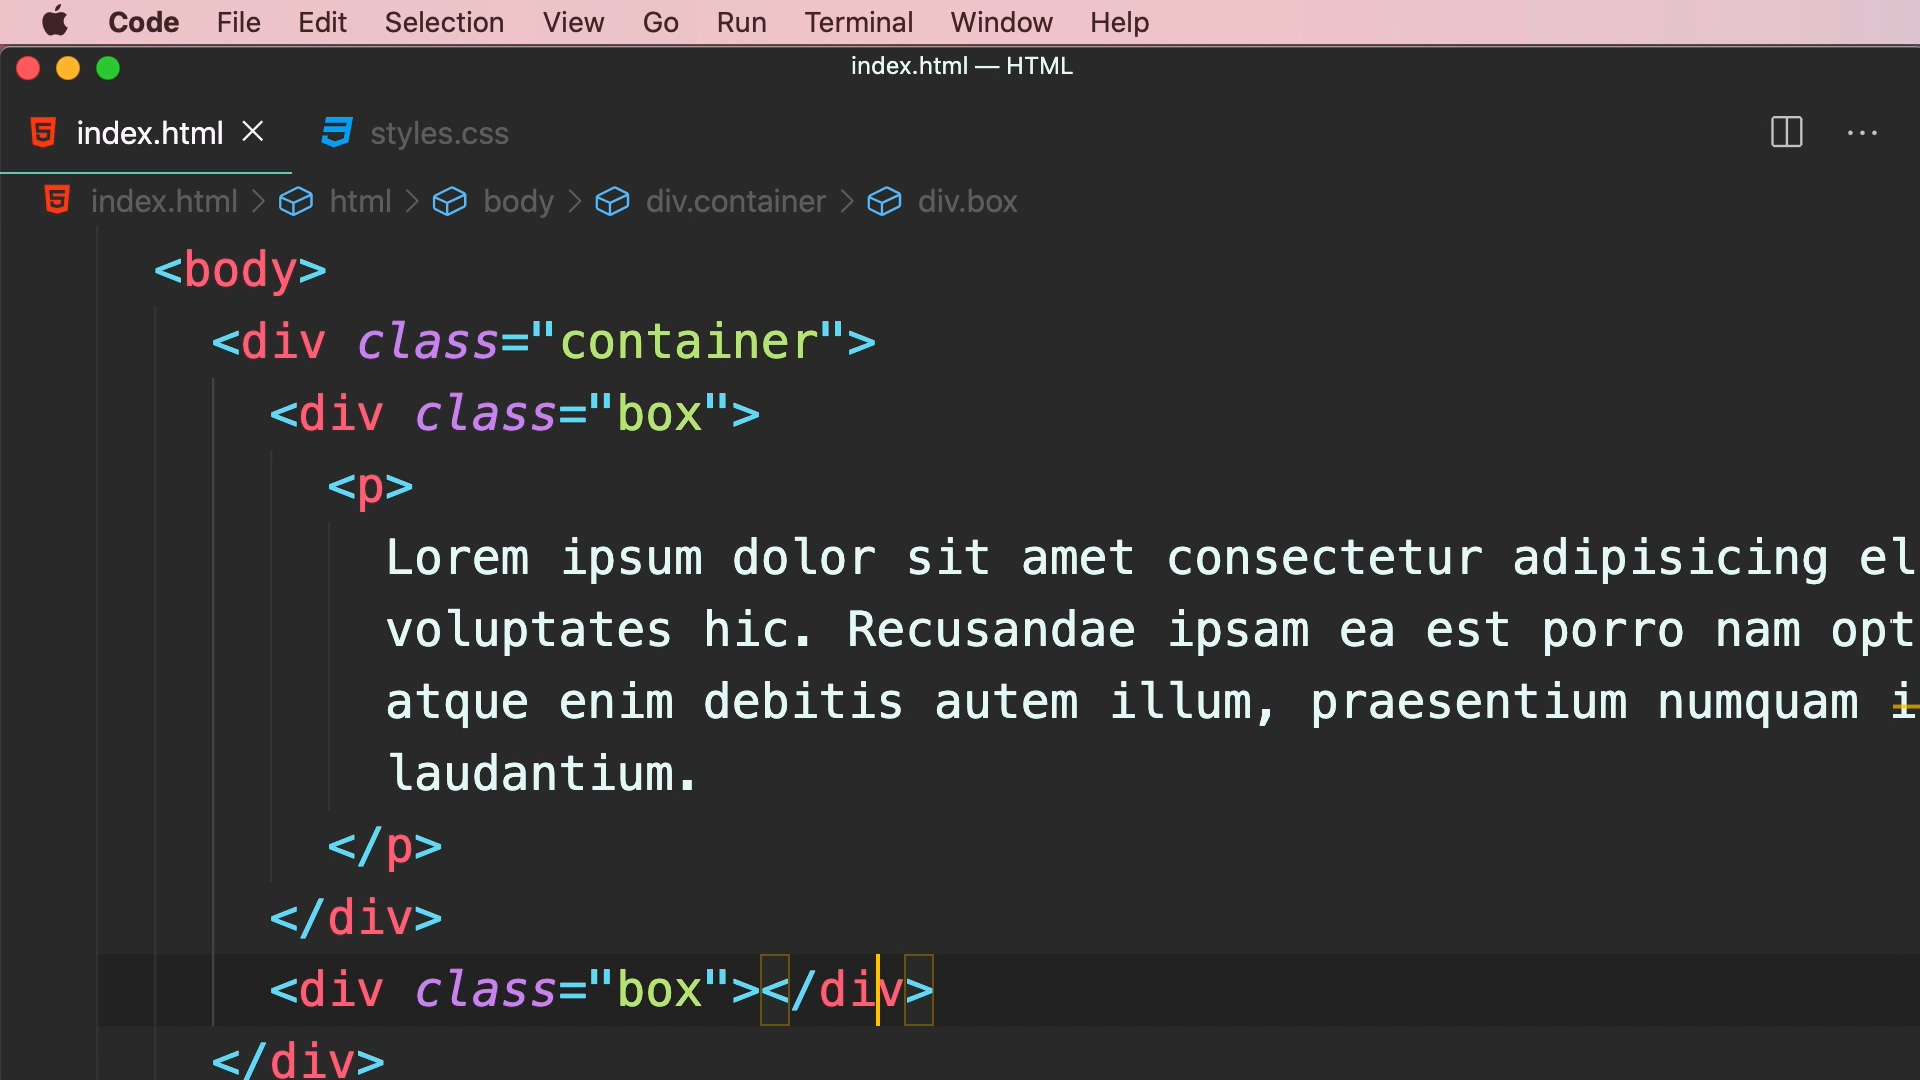 Code File Edit Selection View Go Run Terminal Window Help
index.html — HTML
index.html styles.css
index.html > html > body > div.container > div.box
<body>
<div class="container">
<div class="box">
<p>
Lorem ipsum dolor sit amet consectetur adipisicing el
voluptates hic. Recusandae ipsam ea est porro nam opt
atque enim debitis autem illum, praesentium numquam i
laudantium.
</p>
</div>
<div class="box"></div>
</div>